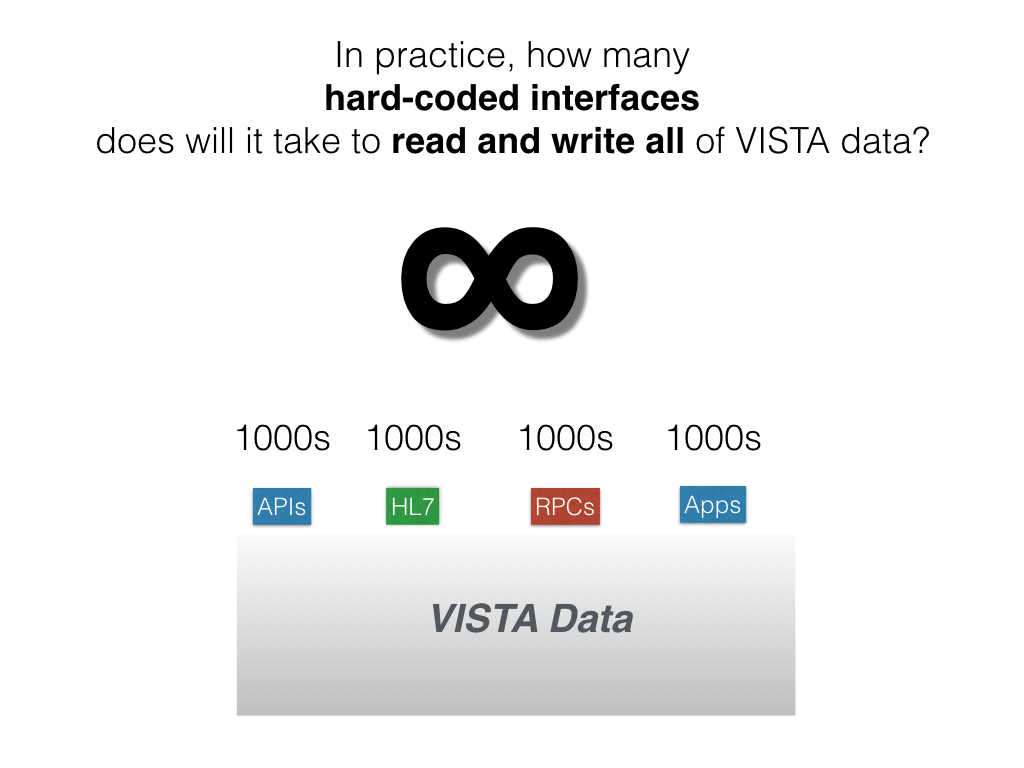 In practice, how many
hard-coded interfaces
does will it take to read and write all of VISTA data?
∞
1000s 1000s 1000s 1000s
APIs HL7 RPCs Apps
VISTA Data